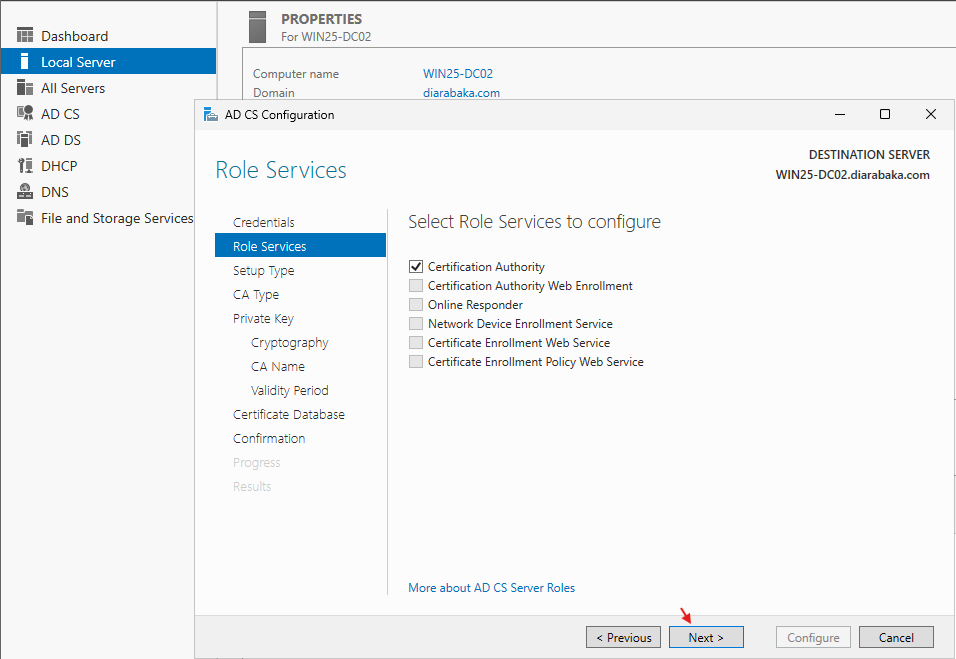 PROPERTIES
For WIN25-DC02
Dashboard
Local Server
All Servers
AD CS
AD DS
DHCP
DNS
File and Storage Services
Computer name WIN25-DC02
Domain diarabaka.com
AD CS Configuration
Role Services
DESTINATION SERVER
WIN25-DC02.diarabaka.com
Credentials
Role Services
Setup Type
CA Type
Private Key
Cryptography
CA Name
Validity Period
Certificate Database
Confirmation
Progress
Results
Select Role Services to configure
Certification Authority
Certification Authority Web Enrollment
Online Responder
Network Device Enrollment Service
Certificate Enrollment Web Service
Certificate Enrollment Policy Web Service
More about AD CS Server Roles
< Previous Next > Configure Cancel